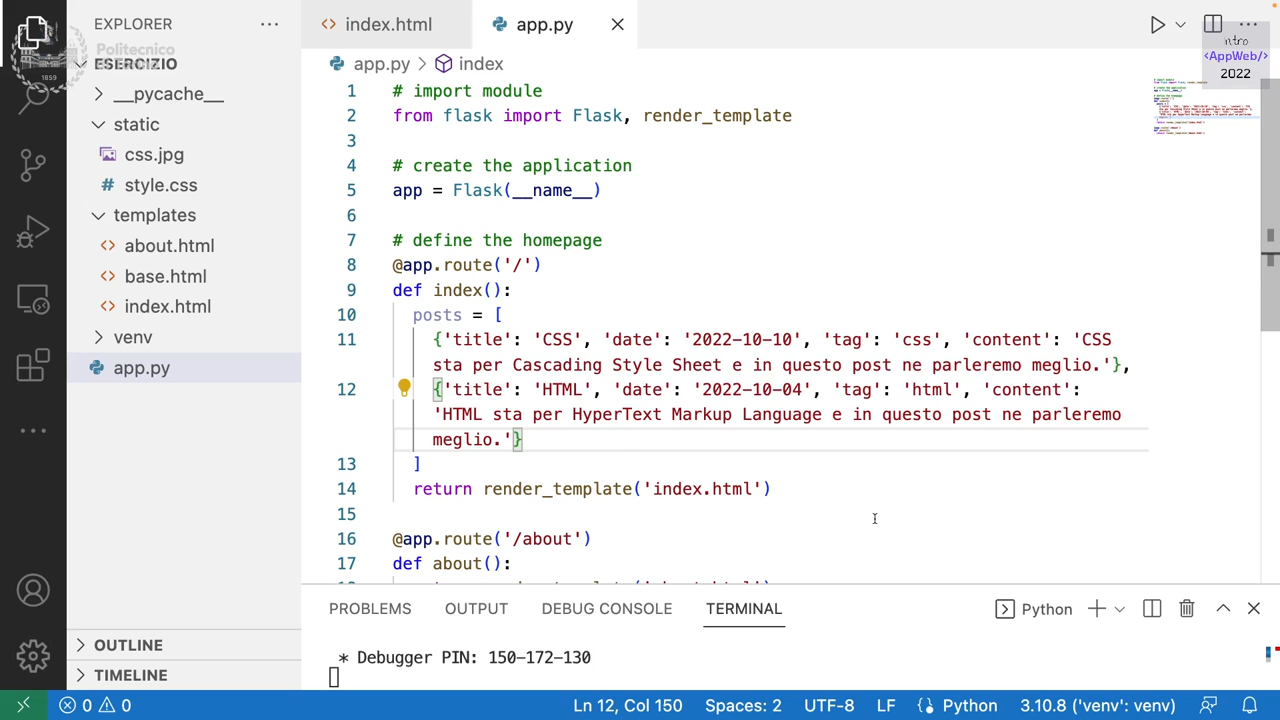 EXPLORER
index.html
app.py
Politecnico
1859
ESERCIZIO
ntro
<AppWeb/>
2022
app.py > index
__pycache__
static
css.jpg
# style.css
templates
about.html
base.html
index.html
venv
app.py
OUTLINE
TIMELINE
1 # import module
2 from flask import Flask, render_template
3
4 # create the application
5 app = Flask(__name__)
6
7 # define the homepage
8 @app.route('/')
9 def index():
10 posts = [
11 {'title': 'CSS', 'date': '2022-10-10', 'tag': 'css', 'content': 'CSS
sta per Cascading Style Sheet e in questo post ne parleremo meglio.'},
12 {'title': 'HTML', 'date': '2022-10-04', 'tag': 'html', 'content':
'HTML sta per HyperText Markup Language e in questo post ne parleremo
meglio.'}
13 ]
14 return render_template('index.html')
15
16 @app.route('/about')
17 def about():
PROBLEMS
OUTPUT
DEBUG CONSOLE
TERMINAL
Python
* Debugger PIN: 150-172-130
0
0
Ln 12, Col 150
Spaces: 2
UTF-8
LF
Python
3.10.8 ('venv': venv)